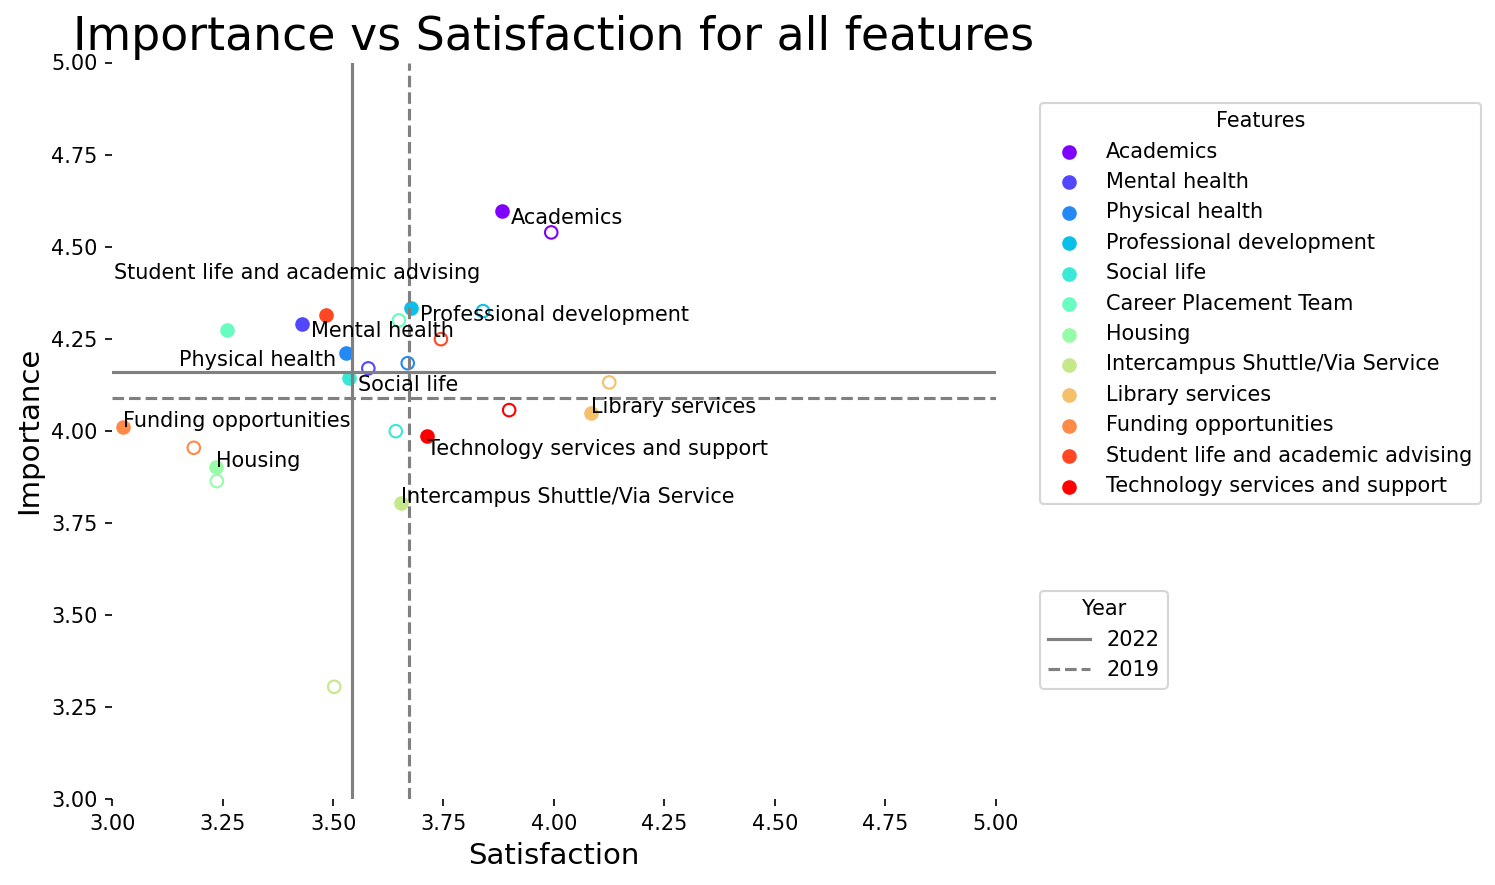 Importance vs Satisfaction for all features
5.00
4.75
4.50
4.25
4.00
3.75
3.50
3.25
3.00
Importance
Academics
Student life and academic advising
Professional development
Mental health
Physical health
Social life
Library services
Funding opportunities
Technology services and support
Housing
Intercampus Shuttle/Via Service
3.00 3.25 3.50 3.75 4.00 4.25 4.50 4.75 5.00
Satisfaction
Features
Academics
Mental health
Physical health
Professional development
Social life
Career Placement Team
Housing
Intercampus Shuttle/Via Service
Library services
Funding opportunities
Student life and academic advising
Technology services and support
Year
2022
2019